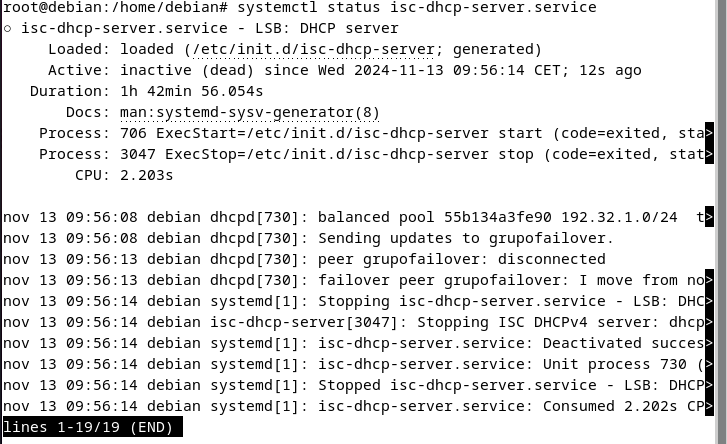 root@debian:/home/debian# systemctl status isc-dhcp-server.service
○ isc-dhcp-server.service - LSB: DHCP server
     Loaded: loaded (/etc/init.d/isc-dhcp-server; generated)
     Active: inactive (dead) since Wed 2024-11-13 09:56:14 CET; 12s ago
   Duration: 1h 42min 56.054s
       Docs: man:systemd-sysv-generator(8)
    Process: 706 ExecStart=/etc/init.d/isc-dhcp-server start (code=exited, sta>
    Process: 3047 ExecStop=/etc/init.d/isc-dhcp-server stop (code=exited, stat>
        CPU: 2.203s
nov 13 09:56:08 debian dhcpd[730]: balanced pool 55b134a3fe90 192.32.1.0/24  t>
nov 13 09:56:08 debian dhcpd[730]: Sending updates to grupofailover.
nov 13 09:56:13 debian dhcpd[730]: peer grupofailover: disconnected
nov 13 09:56:13 debian dhcpd[730]: failover peer grupofailover: I move from no>
nov 13 09:56:14 debian systemd[1]: Stopping isc-dhcp-server.service - LSB: DHC>
nov 13 09:56:14 debian isc-dhcp-server[3047]: Stopping ISC DHCPv4 server: dhcp>
nov 13 09:56:14 debian systemd[1]: isc-dhcp-server.service: Deactivated succes>
nov 13 09:56:14 debian systemd[1]: isc-dhcp-server.service: Unit process 730 (>
nov 13 09:56:14 debian systemd[1]: Stopped isc-dhcp-server.service - LSB: DHCP>
nov 13 09:56:14 debian systemd[1]: isc-dhcp-server.service: Consumed 2.202s CP>
lines 1-19/19 (END)